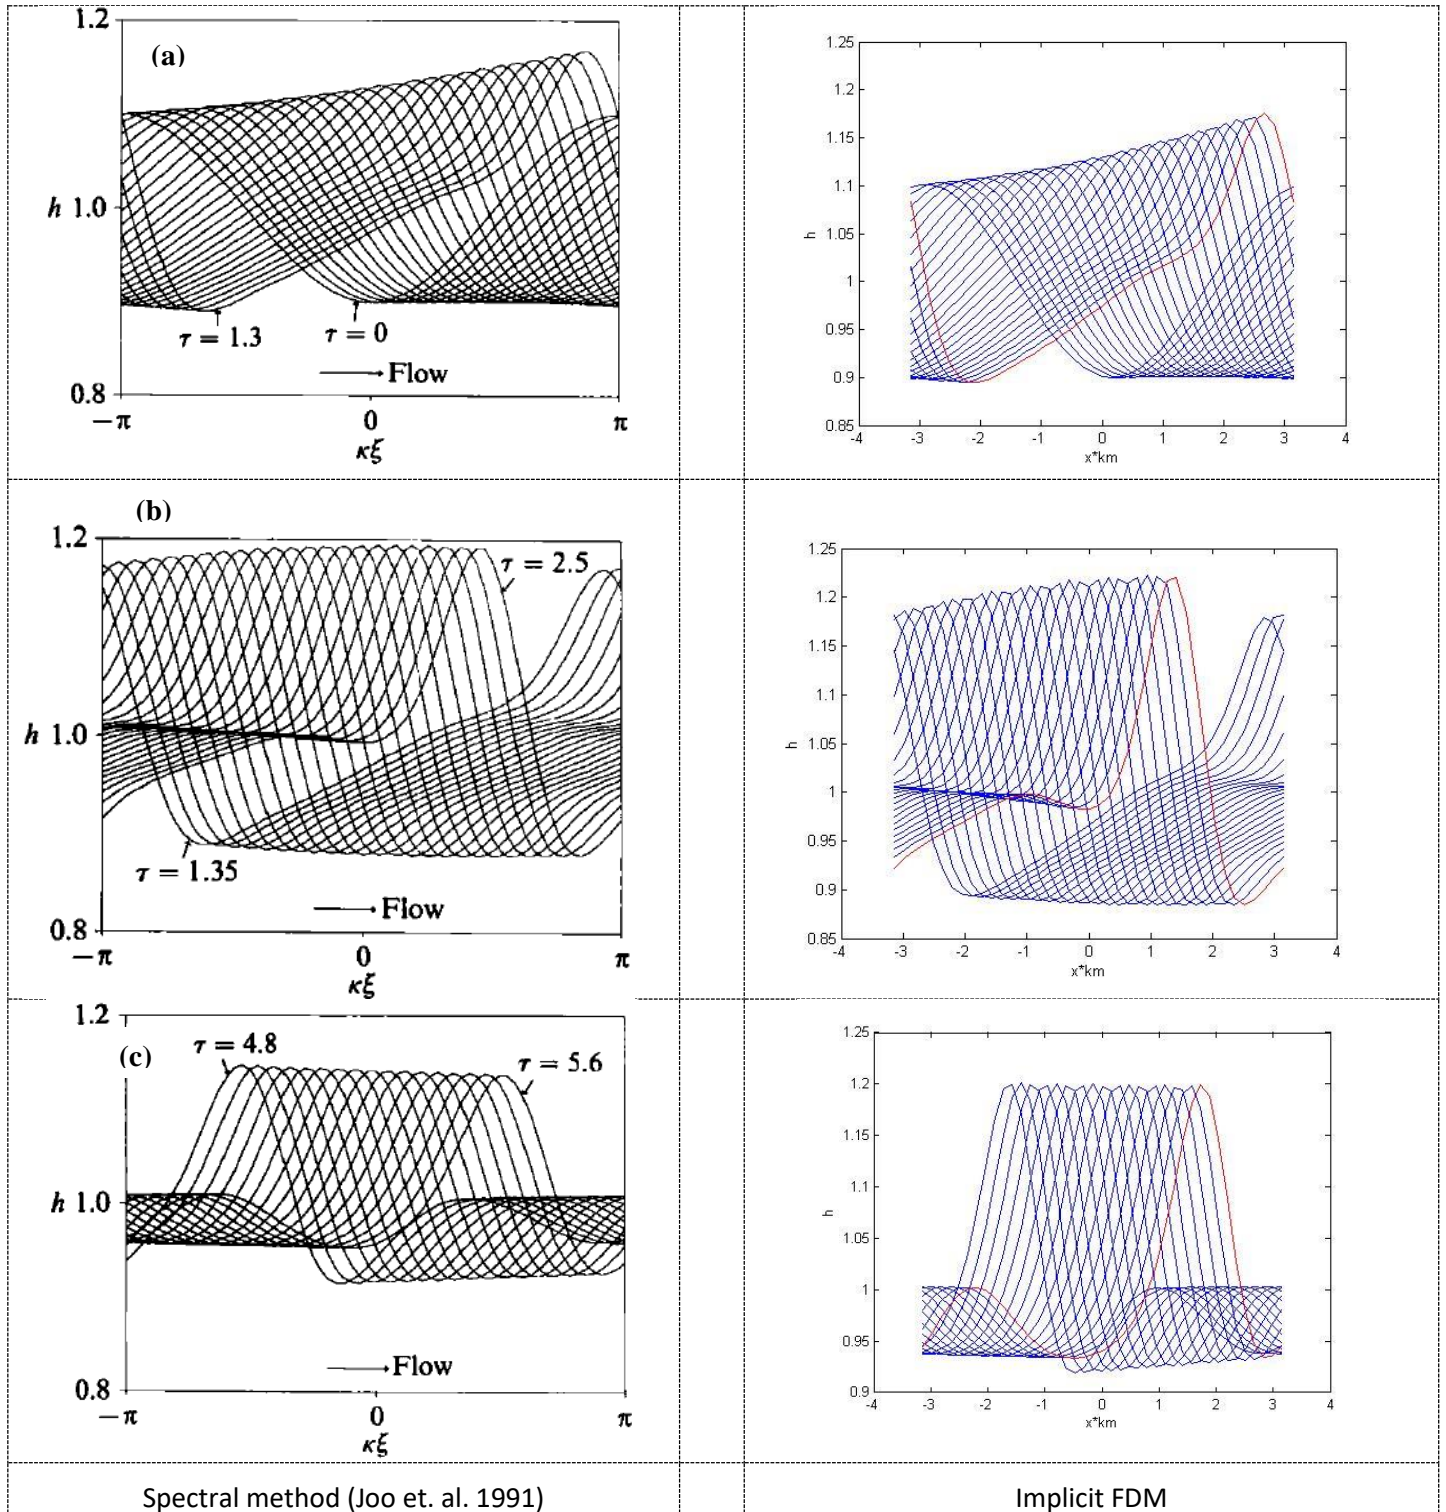 (a)
1.2
h 1.0
0.8
τ = 1.3
τ = 0
Flow
−π
0
π
κξ
1.25
1.2
1.15
1.1
1.05
1
0.95
0.9
0.85
h
-4
-3
-2
-1
0
1
2
3
4
x*km
(b)
1.2
h 1.0
0.8
τ = 2.5
τ = 1.35
Flow
−π
0
π
κξ
1.25
1.2
1.15
1.1
1.05
1
0.95
0.9
0.85
h
-4
-3
-2
-1
0
1
2
3
4
x*km
(c)
1.2
h 1.0
0.8
τ = 4.8
τ = 5.6
Flow
−π
0
π
κξ
1.25
1.2
1.15
1.1
1.05
1
0.95
0.9
h
-4
-3
-2
-1
0
1
2
3
4
x*km
Spectral method (Joo et. al. 1991)
Implicit FDM